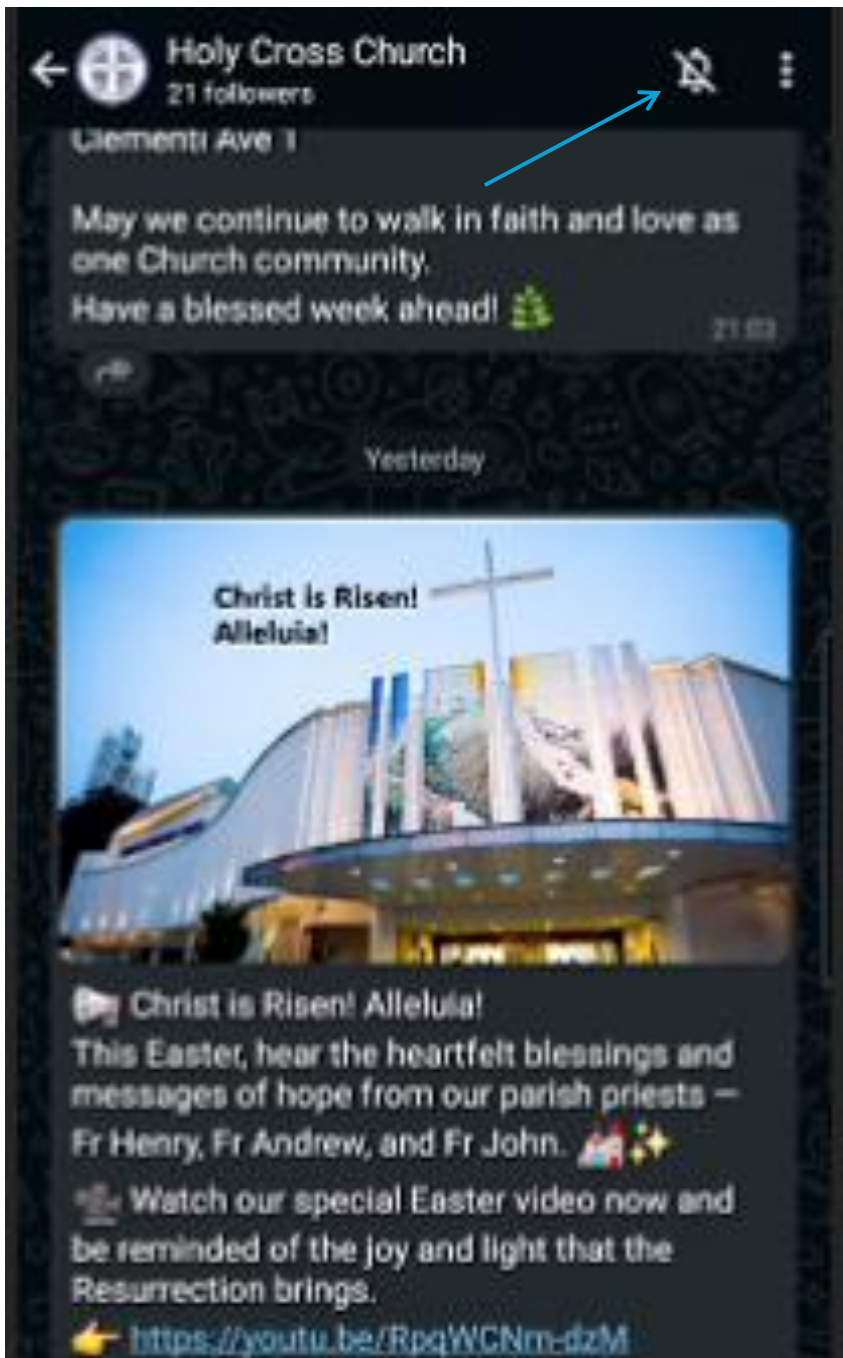 Holy Cross Church
21 followers
Clementi Ave 1
May we continue to walk in faith and love as
one Church community.
Have a blessed week ahead!
21:03
Yesterday
Christ is Risen!
Alleluia!
Christ is Risen! Alleluia!
This Easter, hear the heartfelt blessings and
messages of hope from our parish priests —
Fr Henry, Fr Andrew, and Fr John.
Watch our special Easter video now and
be reminded of the joy and light that the
Resurrection brings.
https://youtu.be/RpqWCNm-dzM